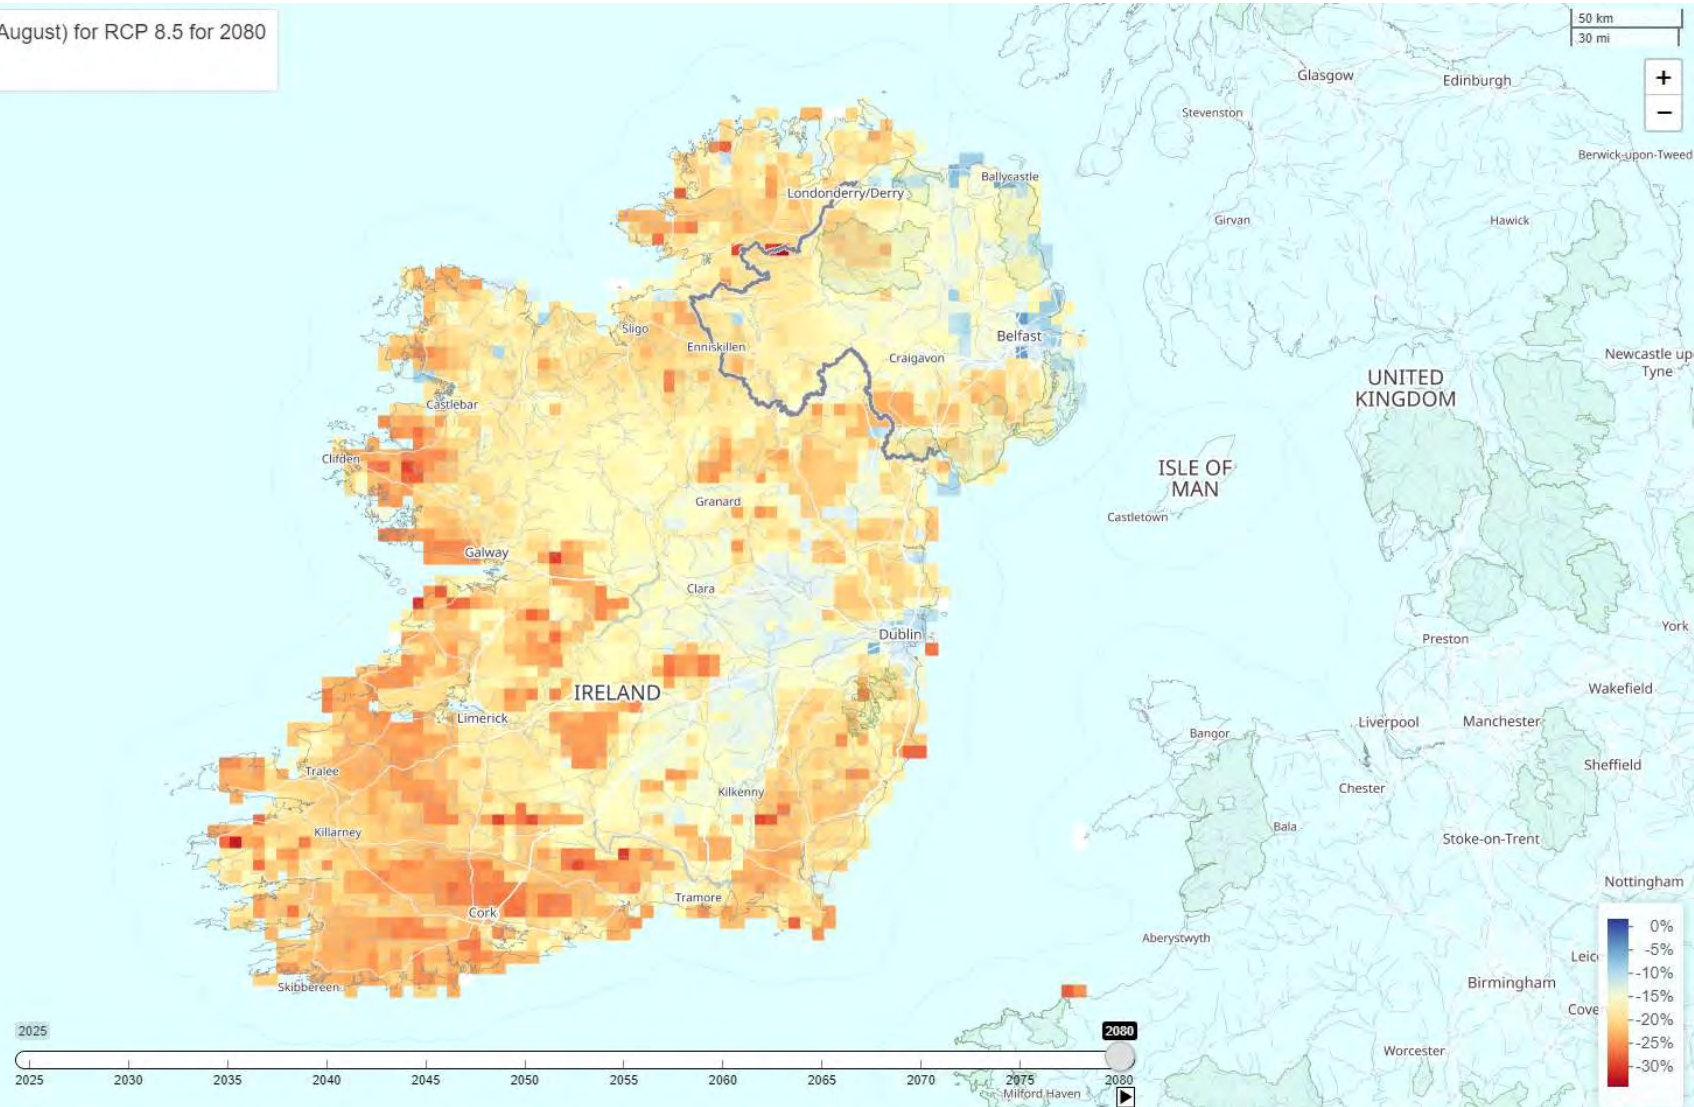 August) for RCP 8.5 for 2080
50 km
30 mi
+
−
Glasgow
Edinburgh
Stevenston
Berwick-upon-Tweed
Ballycastle
Londonderry/Derry
Girvan
Hawick
Sligo
Enniskillen
Belfast
Craigavon
Newcastle up
Tyne
UNITED
KINGDOM
Castlebar
Clifden
ISLE OF
MAN
Granard
Castletown
Galway
Clara
Dublin
Preston
York
IRELAND
Wakefield
Limerick
Liverpool
Manchester
Bangor
Tralee
Sheffield
Kilkenny
Chester
Killarney
Bala
Stoke-on-Trent
Nottingham
Tramore
Cork
Aberystwyth
Skibbereen
Birmingham
Leic
Cove
Worcester
Milford Haven
0%
-5%
-10%
-15%
-20%
-25%
-30%
2025
2080
2025
2030
2035
2040
2045
2050
2055
2060
2065
2070
2075
2080